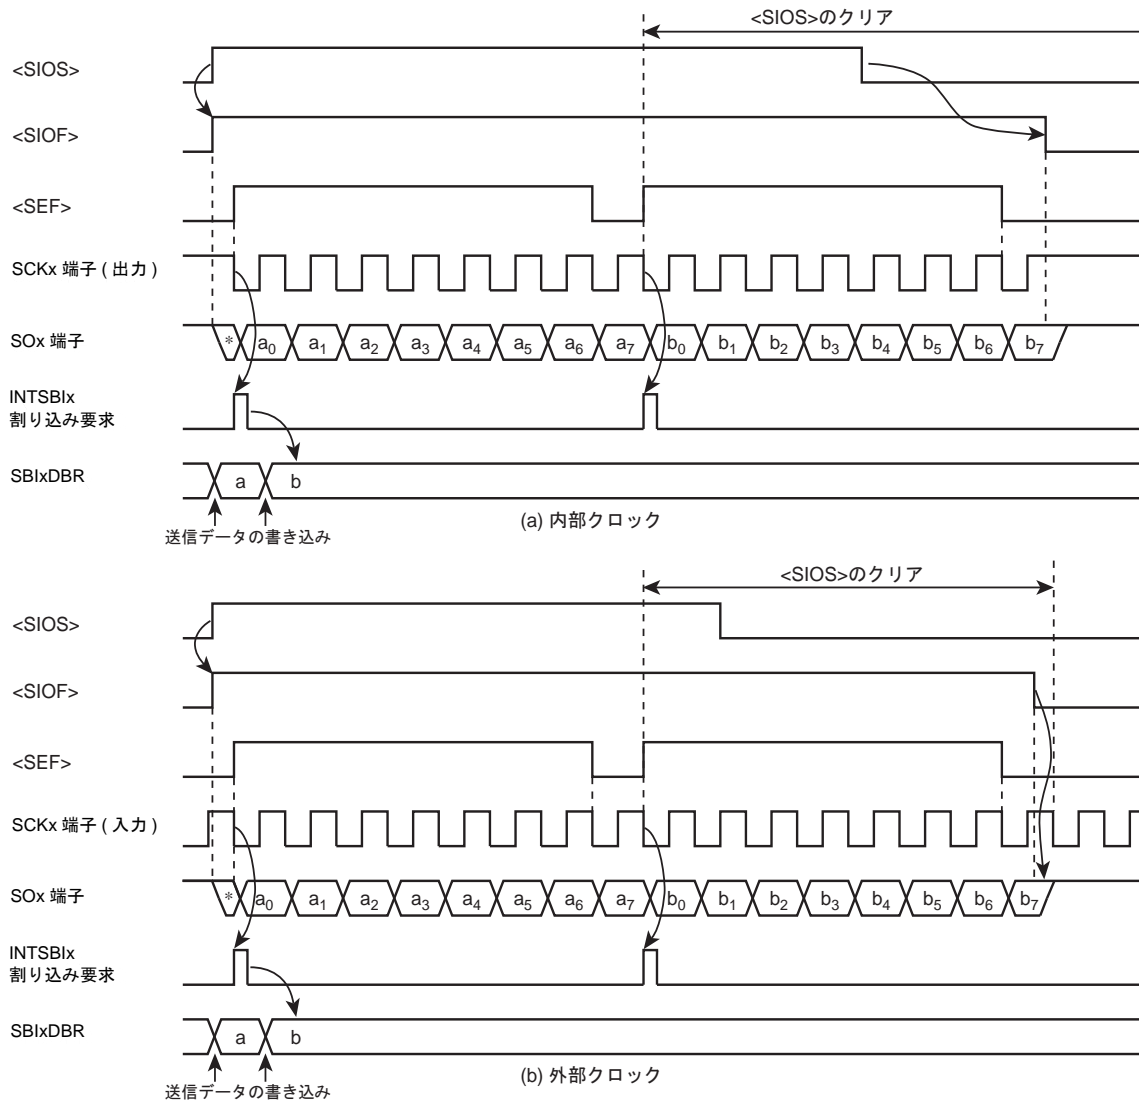 <SIOS>のクリア
<SIOS>
<SIOF>
<SEF>
SCKx 端子 ( 出力 )
SOx 端子
* a0 a1 a2 a3 a4 a5 a6 a7 b0 b1 b2 b3 b4 b5 b6 b7
INTSBIx
割り込み要求
SBIxDBR
a b
送信データの書き込み
(a) 内部クロック
<SIOS>のクリア
<SIOS>
<SIOF>
<SEF>
SCKx 端子 ( 入力 )
SOx 端子
* a0 a1 a2 a3 a4 a5 a6 a7 b0 b1 b2 b3 b4 b5 b6 b7
INTSBIx
割り込み要求
SBIxDBR
a b
送信データの書き込み
(b) 外部クロック